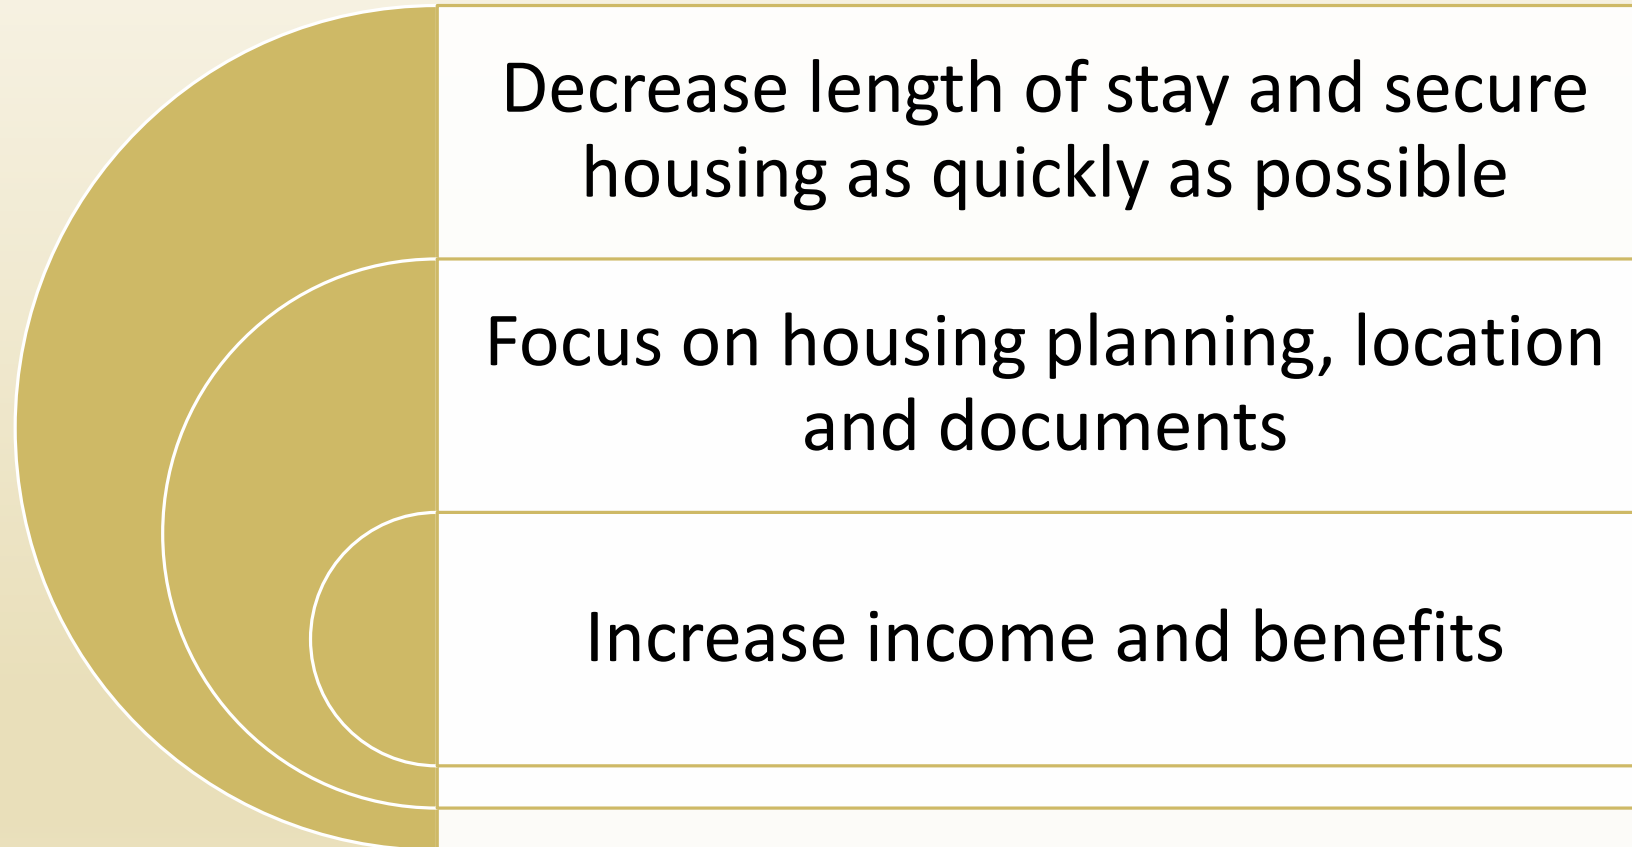 Decrease length of stay and secure
housing as quickly as possible
Focus on housing planning, location
and documents
Increase income and benefits